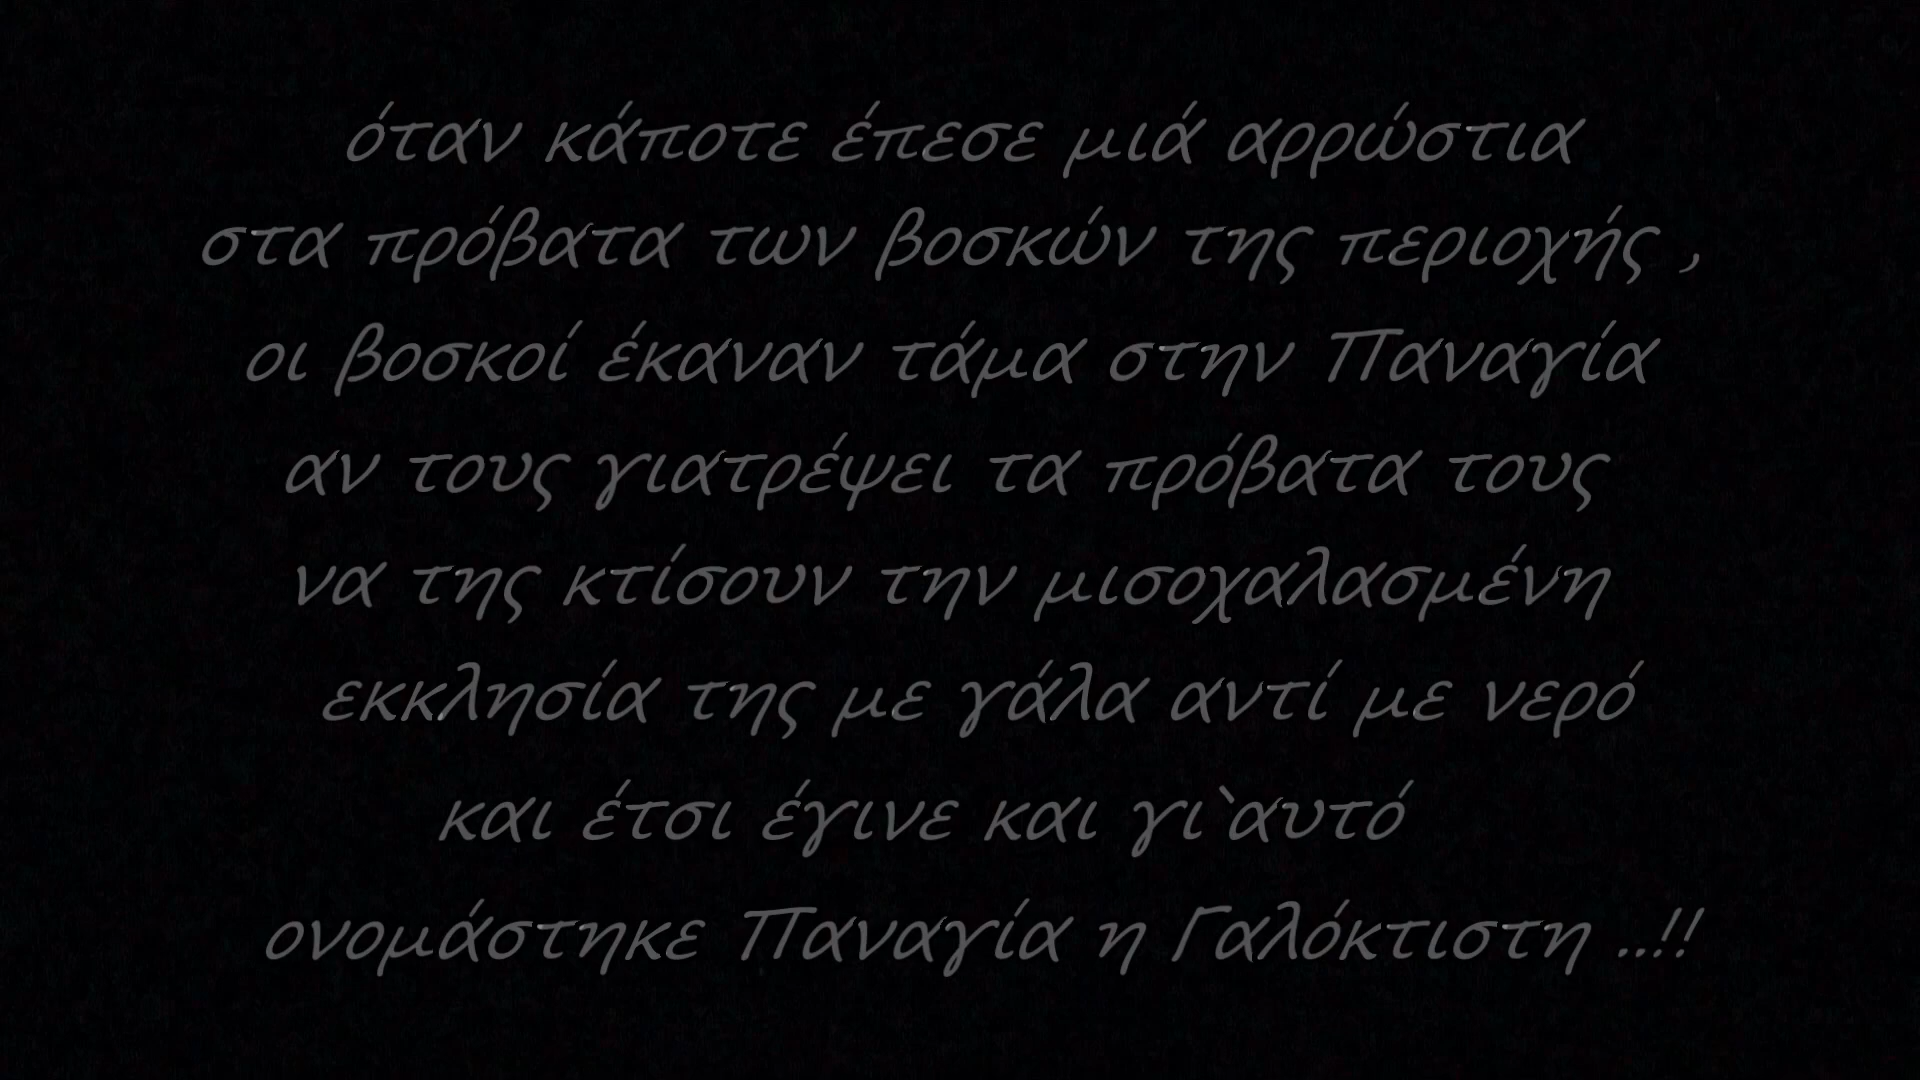 όταν κάποτε έπεσε μιά αρρώστια
στα πρόβατα των βοσκών της περιοχής ,
οι βοσκοί έκαναν τάμα στην Παναγία
αν τους γιατρέψει τα πρόβατα τους
να της κτίσουν την μισοχαλασμένη
εκκλησία της με γάλα αντί με νερό
και έτσι έγινε και γι`αυτό
ονομάστηκε Παναγία η Γαλόκτιστη ..!!